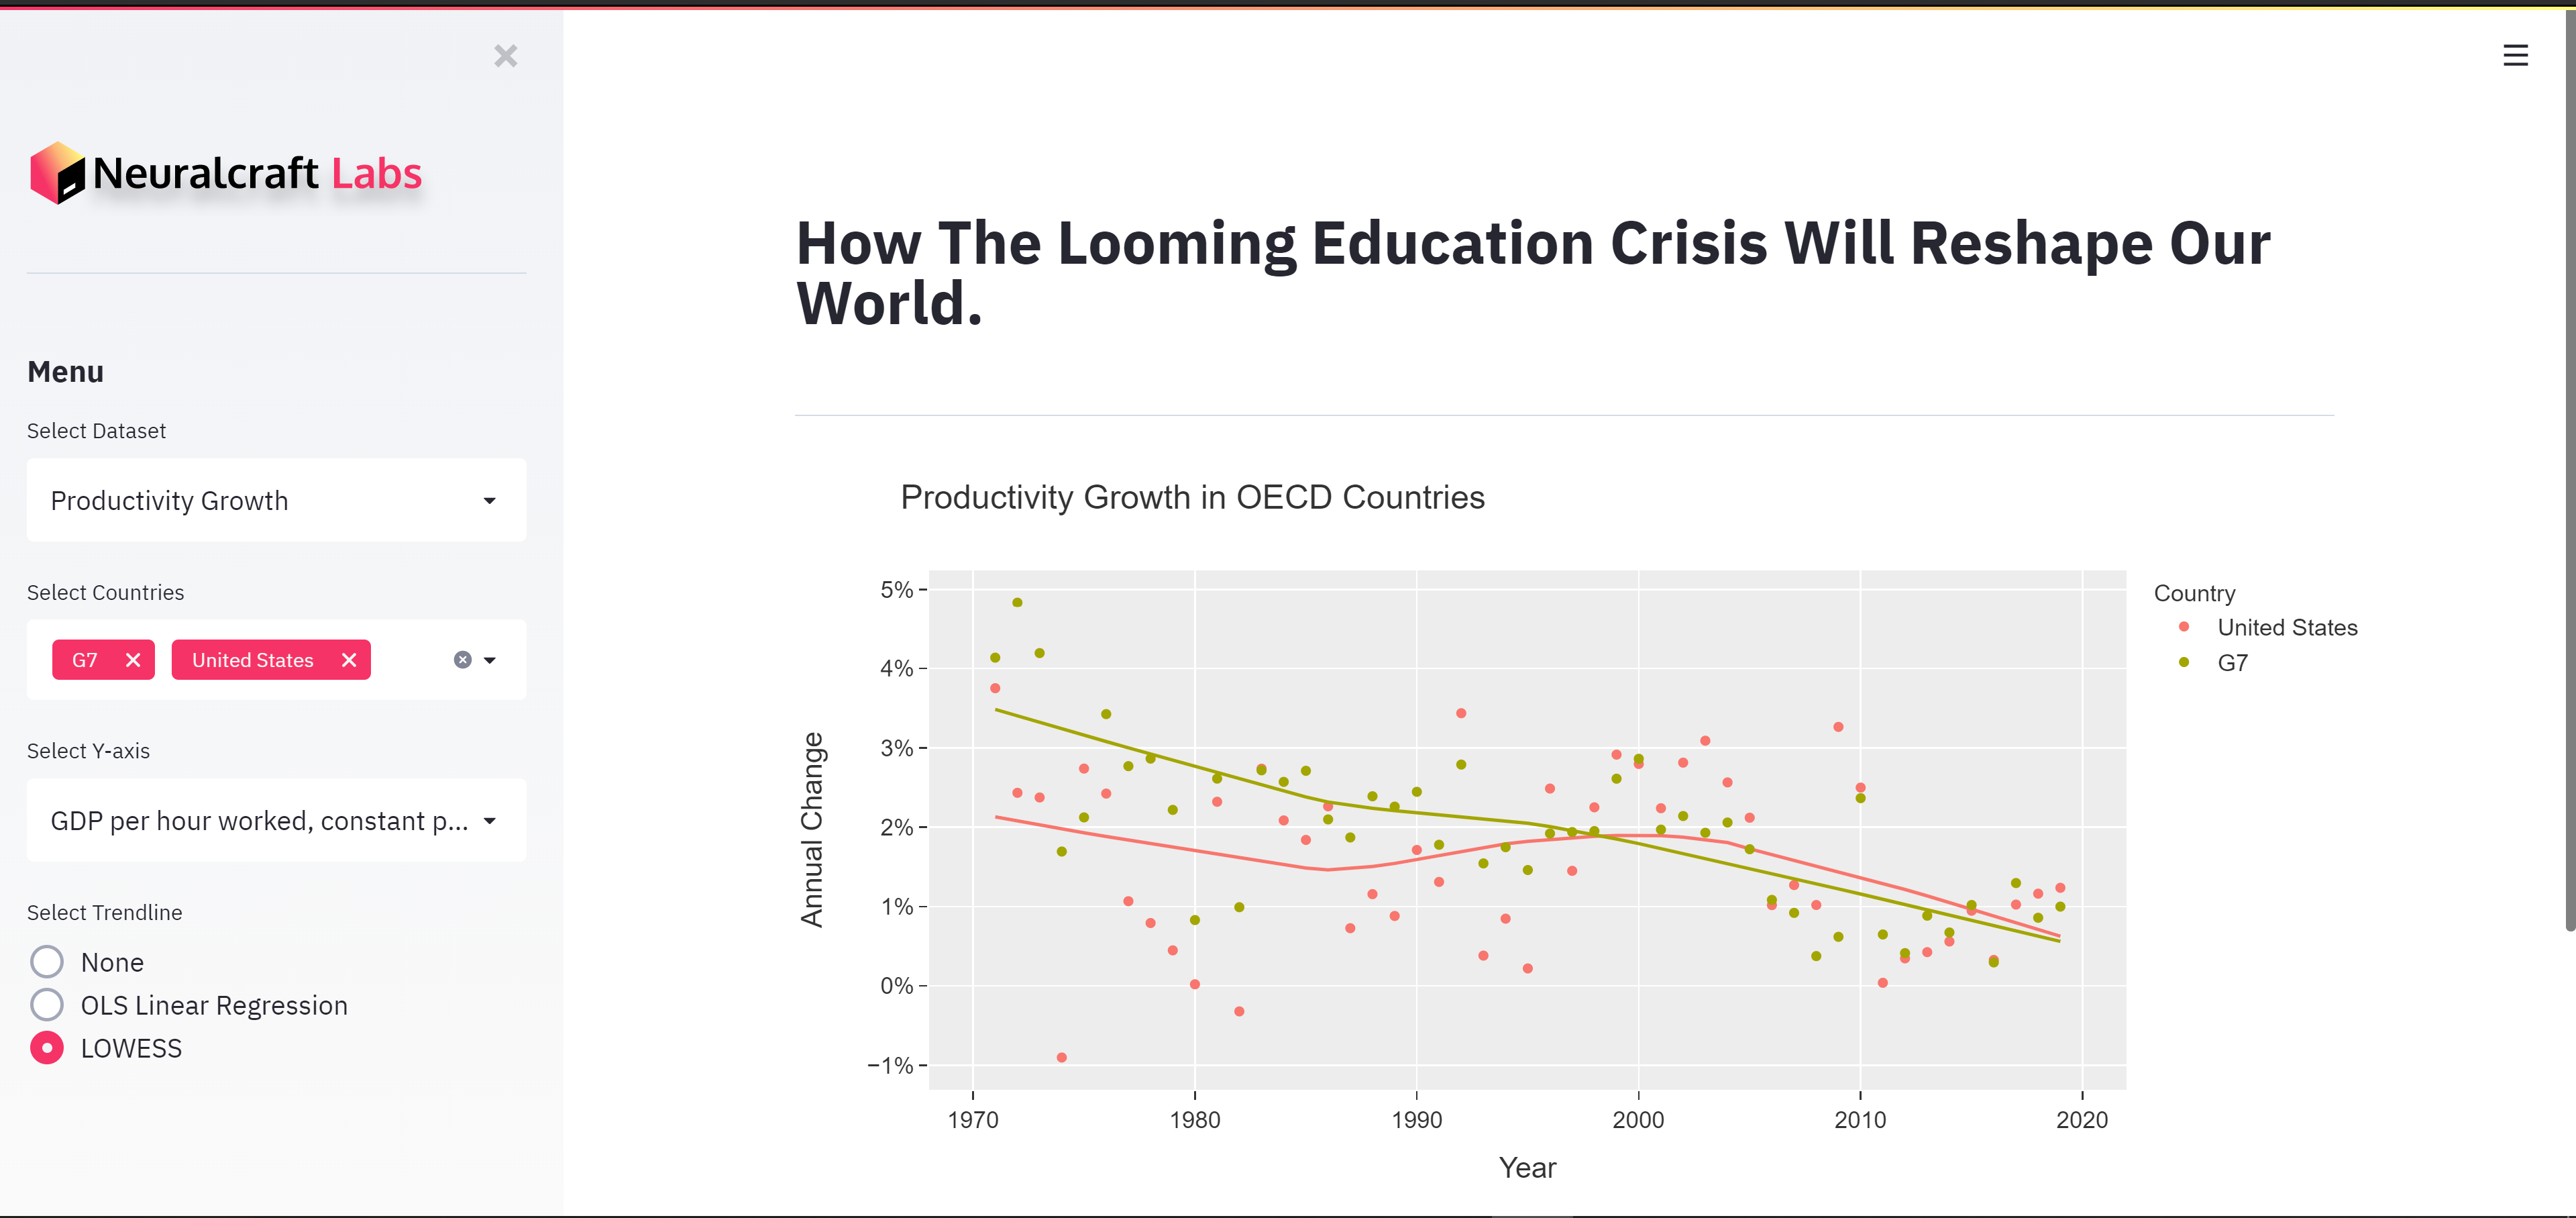 Neuralcraft Labs
Menu
Select Dataset
Productivity Growth
Select Countries
G7
United States
Select Y-axis
GDP per hour worked, constant p...
Select Trendline
None
OLS Linear Regression
LOWESS
How The Looming Education Crisis Will Reshape Our
World.
Productivity Growth in OECD Countries
5%
4%
3%
2%
1%
0%
−1%
Annual Change
1970 1980 1990 2000 2010 2020
Year
Country
United States
G7